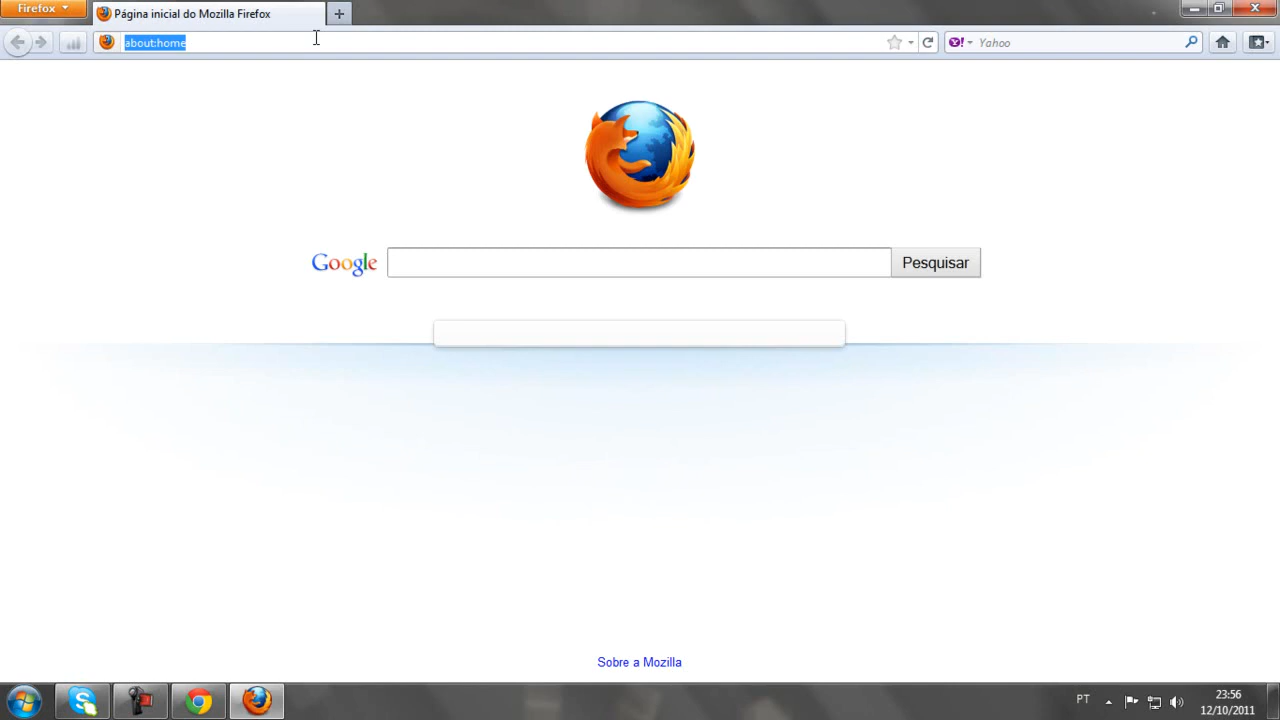 Firefox
Página inicial do Mozilla Firefox
about:home
Yahoo
Google
Pesquisar
Sobre a Mozilla
PT
23:56
12/10/2011